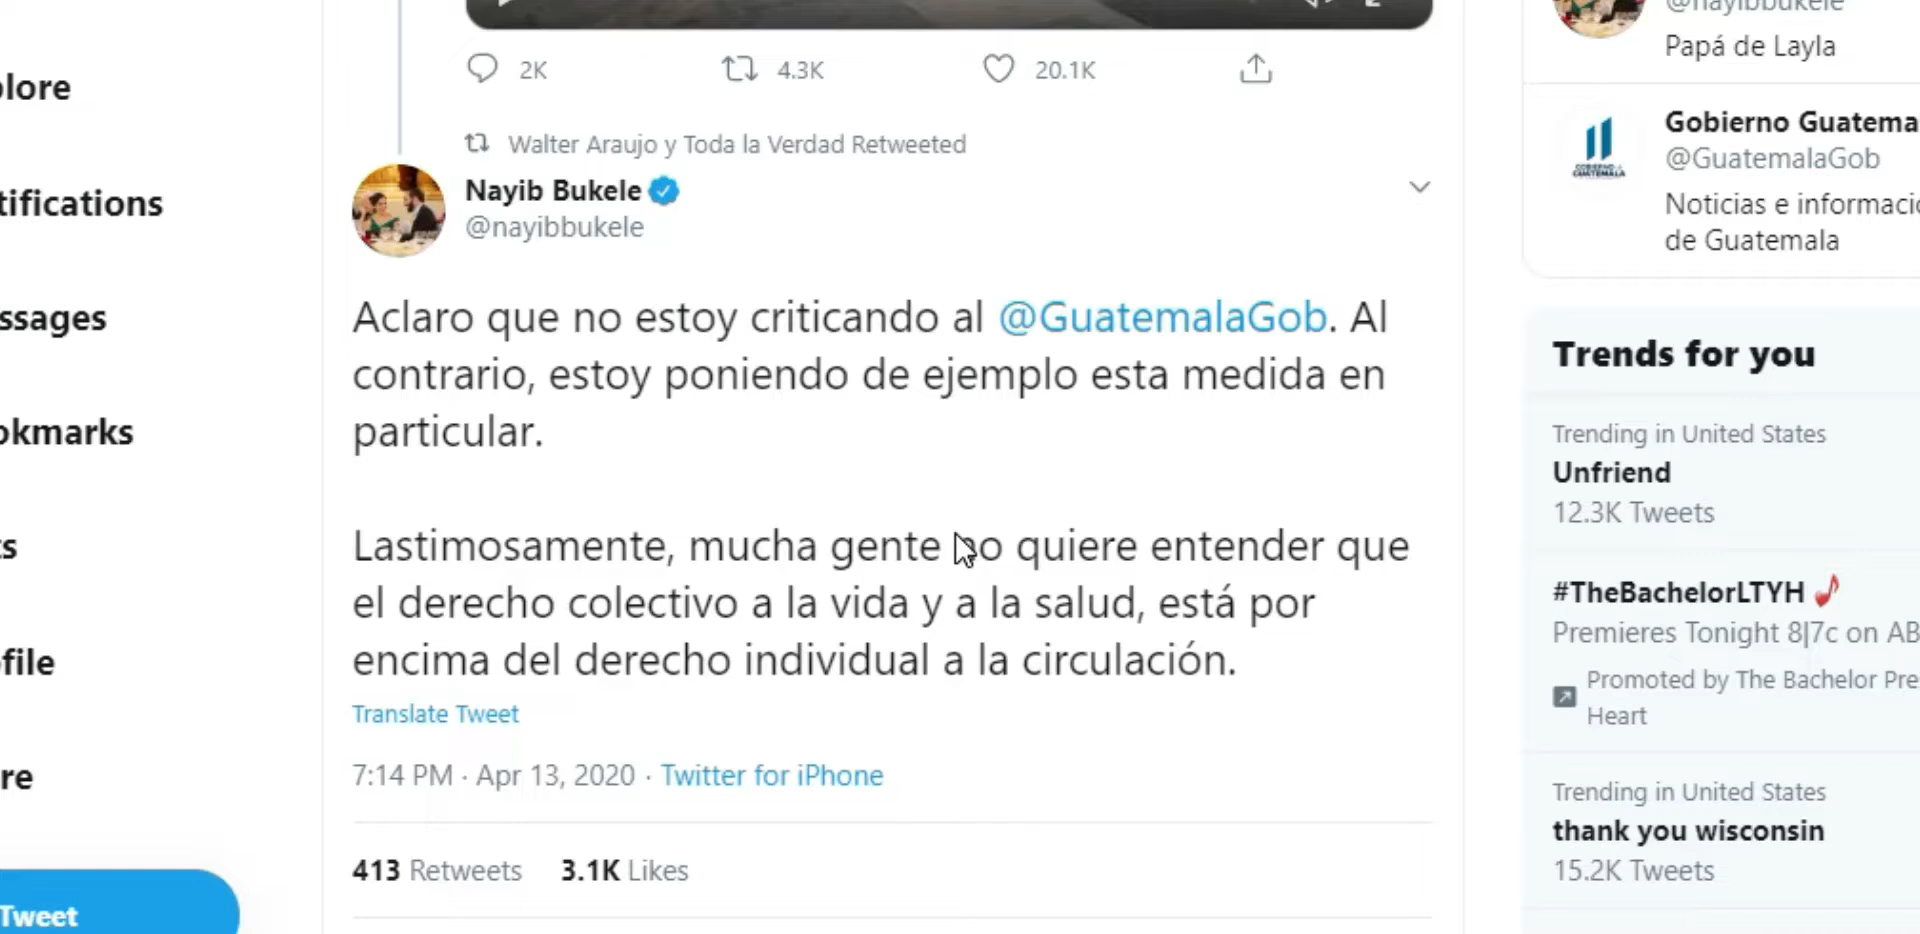 2K 4.3K 20.1K
Walter Araujo y Toda la Verdad Retweeted
Nayib Bukele
@nayibbukele
Aclaro que no estoy criticando al @GuatemalaGob. Al
contrario, estoy poniendo de ejemplo esta medida en
particular.
Lastimosamente, mucha gente no quiere entender que
el derecho colectivo a la vida y a la salud, está por
encima del derecho individual a la circulación.
Translate Tweet
7:14 PM · Apr 13, 2020 · Twitter for iPhone
413 Retweets 3.1K Likes
lore
tifications
ssages
okmarks
s
file
re
Tweet
@nayibbukele
Papá de Layla
Gobierno Guatema
@GuatemalaGob
GOBIERNO de
GUATEMALA
Noticias e informacio
de Guatemala
Trends for you
Trending in United States
Unfriend
12.3K Tweets
#TheBachelorLTYH
Premieres Tonight 8|7c on AB
Promoted by The Bachelor Pre
Heart
Trending in United States
thank you wisconsin
15.2K Tweets